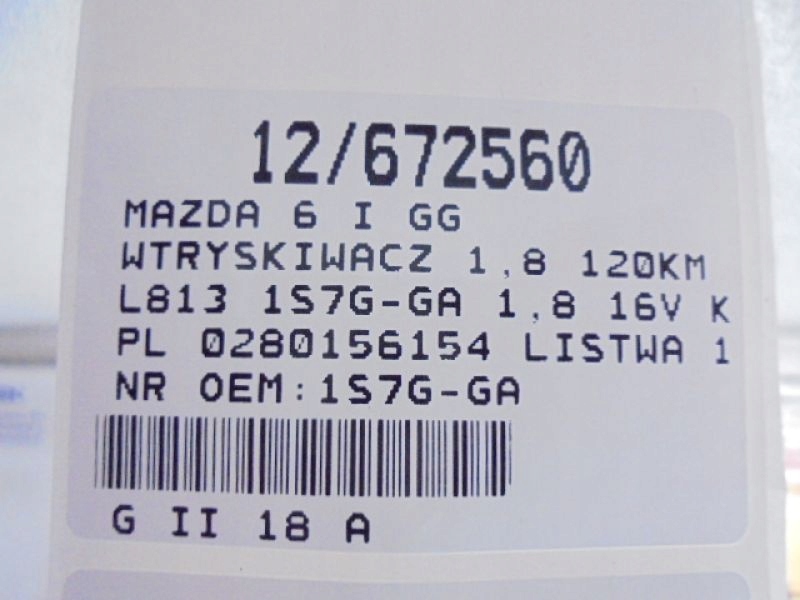 12/672560
MAZDA 6 I GG
WTRYSKIWACZ 1,8 120KM
L813 1S7G-GA 1,8 16V K
PL 0280156154 LISTWA 1
NR OEM:1S7G-GA
G II 18 A